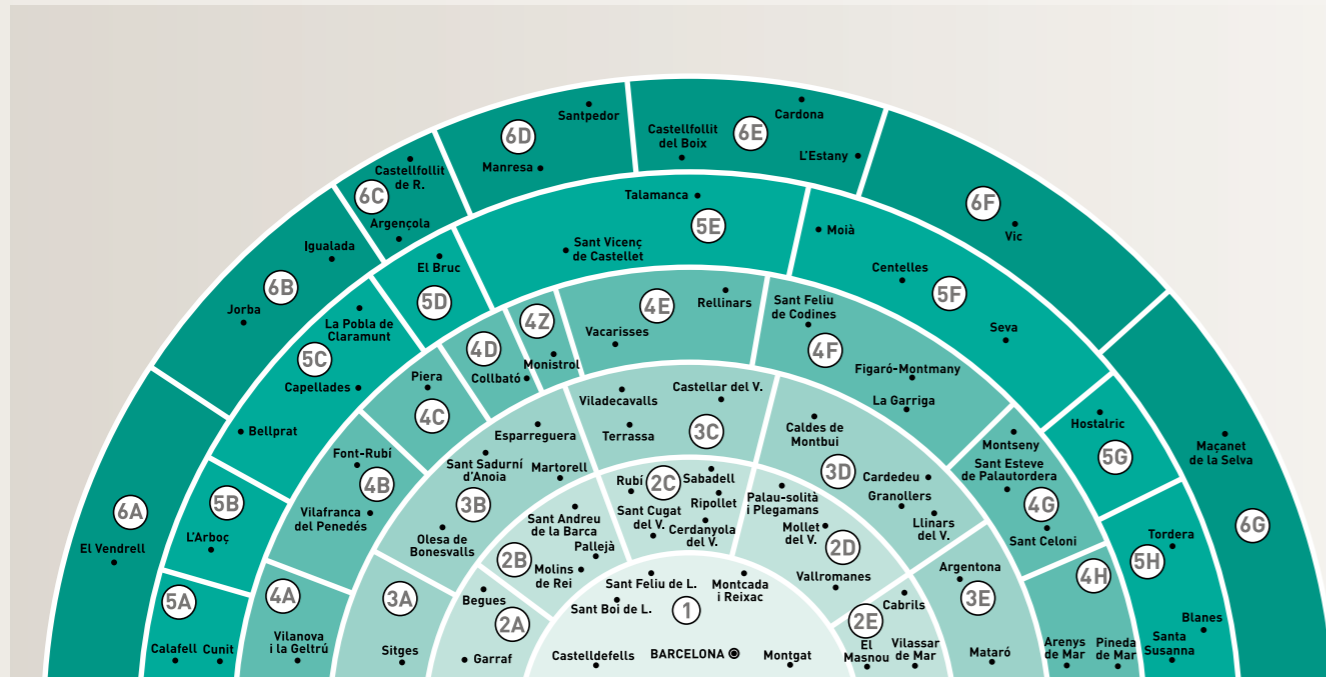 Santpedor
6D
Manresa
Cardona
Castellfollit
del Boix
6E
L'Estany
Castellfollit
de R.
6C
Argençola
6F
Vic
Igualada
6B
Jorba
Talamanca
5E
Sant Vicenç
de Castellet
Moià
Centelles
5F
Seva
El Bruc
5D
La Pobla de
Claramunt
5C
Capellades
Bellprat
4Z
Monistrol
4D
Collbató
4E
Rellinars
Vacarisses
Sant Feliu
de Codines
4F
Figaró-Montmany
La Garriga
Piera
4C
Font-Rubí
4B
Vilafranca
del Penedés
Viladecavalls
Castellar del V.
Terrassa
3C
Caldes de
Montbui
3D
Cardedeu
Granollers
Llinars
del V.
Esparreguera
Sant Sadurní
d'Anoia
Martorell
3B
Olesa de
Bonesvalls
Montseny
Sant Esteve
de Palautordera
4G
Sant Celoni
Hostalric
5G
Maçanet
de la Selva
6G
6A
El Vendrell
5B
L'Arboç
Rubí
2C
Sabadell
Ripollet
Sant Cugat
del V.
Cerdanyola
del V.
Palau-solità
i Plegamans
Mollet
del V.
2D
Vallromanes
Sant Andreu
de la Barca
Pallejà
2B
Molins
de Rei
Tordera
5H
Blanes
Santa
Susanna
4H
Arenys
de Mar
Pineda
de Mar
Argentona
3E
Mataró
Cabrils
2E
El
Masnou
Vilassar
de Mar
5A
Calafell
Cunit
4A
Vilanova
i la Geltrú
3A
Sitges
Begues
2A
Garraf
Sant Feliu de L.
Montcada
i Reixac
Sant Boi de L.
1
Castelldefells
BARCELONA
Montgat